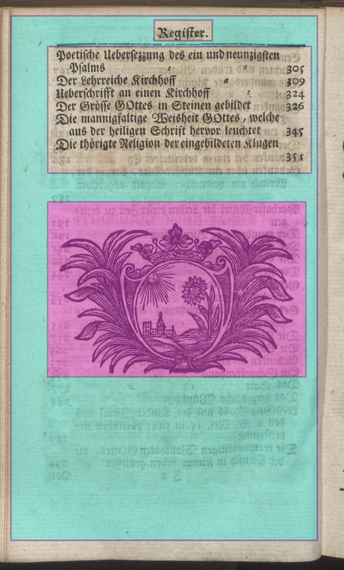 Register.
Poetische Uebersetzung des ein und neunzigsten
Psalms 305
Der Lehrreiche Kirchhoff 309
Ueberschrifft an einen Kirchhoff 324
Der Grösse GOttes in Steinen gebildet 326
Die mannigfaltige Weisheit GOttes, welche
aus der heiligen Schrift hervor leuchtet 345
Die thörigte Religion der eingebildeten Klugen
351